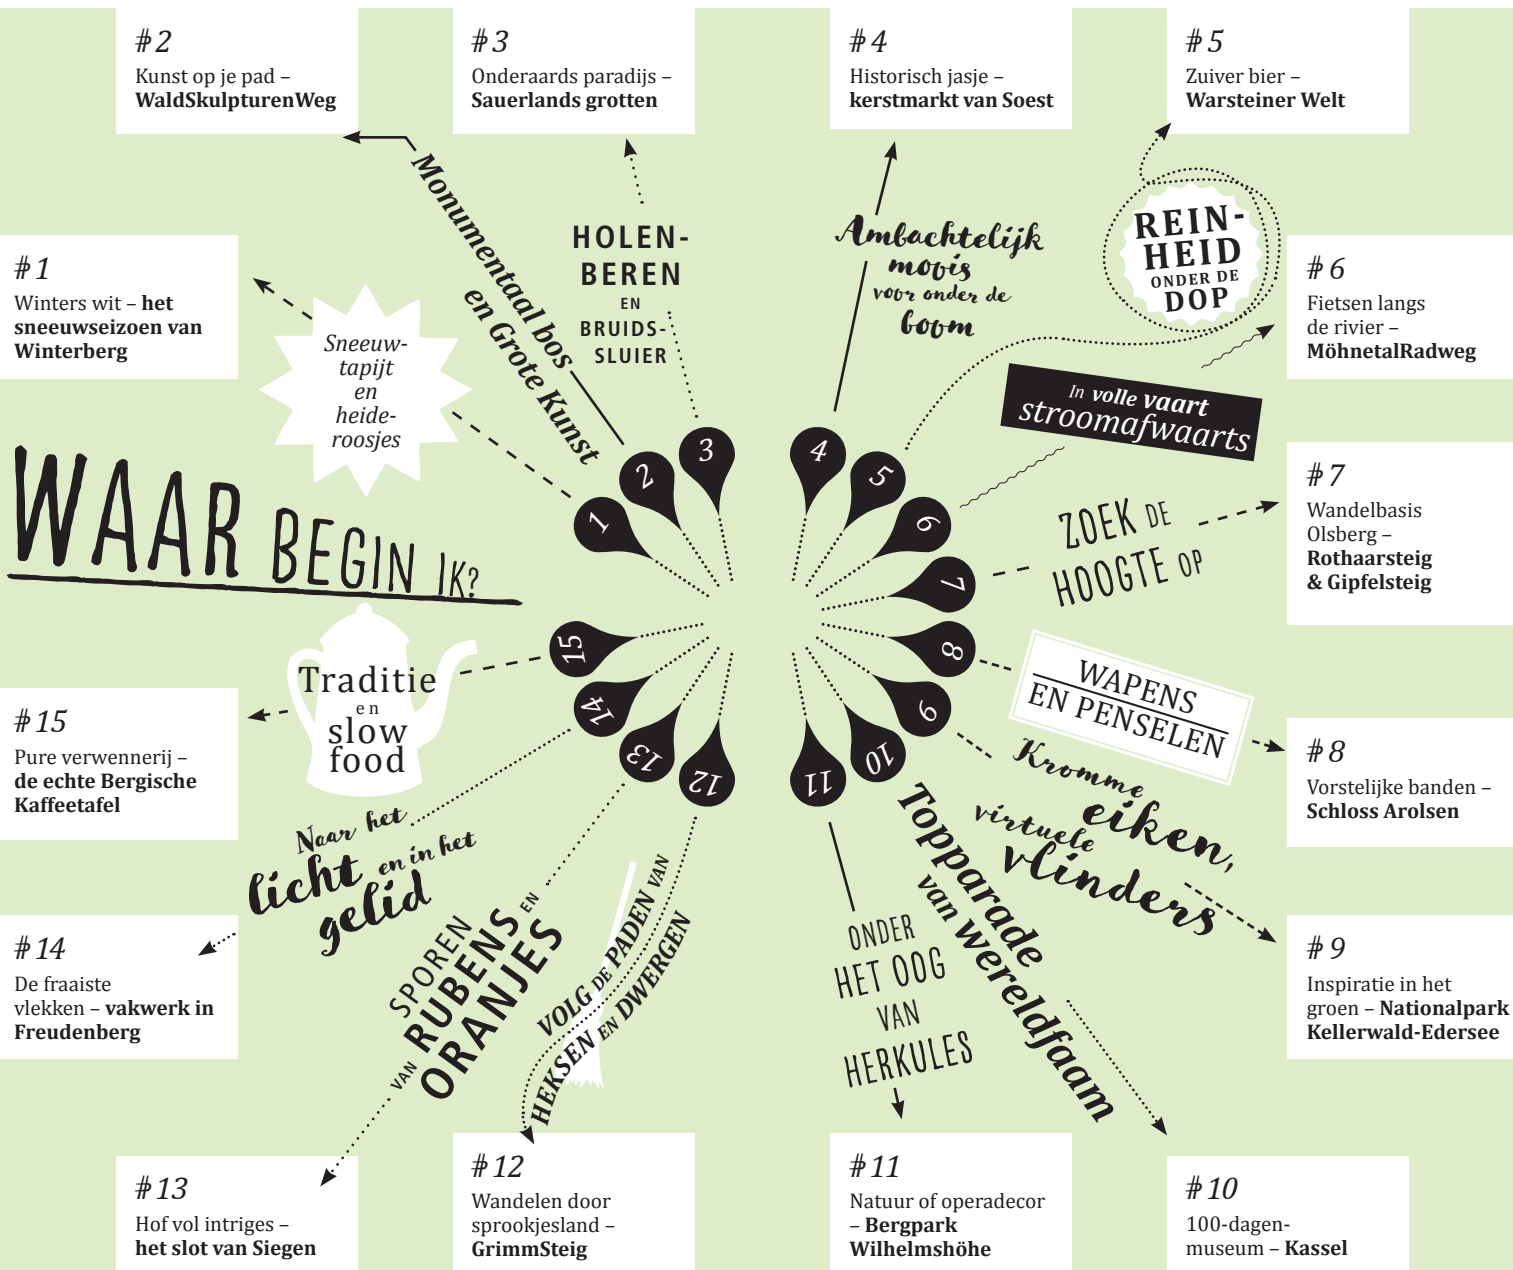 #2
Kunst op je pad –
WaldSkulpturenWeg
#3
Onderaards paradijs –
Sauerlands grotten
#4
Historisch jasje –
kerstmarkt van Soest
#5
Zuiver bier –
Warsteiner Welt
#1
Winters wit – het
sneeuwseizoen van
Winterberg
Sneeuw-
tapijt
en
heide-
roosjes
Monumentaal bos
en Grote Kunst
HOLEN-
BEREN
EN
BRUIDS-
SLUIER
Ambachtelijk
moois
voor onder de
boom
REIN-
HEID
ONDER DE
DOP
#6
Fietsen langs
de rivier –
MöhnetalRadweg
In volle vaart
stroomafwaarts
WAAR BEGIN IK?
1
2
3
4
5
6
7
8
9
10
11
12
13
14
15
ZOEK DE
HOOGTE OP
#7
Wandelbasis
Olsberg –
Rothaarsteig
& Gipfelsteig
Traditie
en
slow
food
WAPENS
EN PENSELEN
#15
Pure verwennerij –
de echte Bergische
Kaffeetafel
#8
Vorstelijke banden –
Schloss Arolsen
Naar het
licht en in het
gelid
Kromme
eiken,
virtuele
vlinders
#14
De fraaiste
vlekken – vakwerk in
Freudenberg
SPOREN
VAN RUBENS EN
ORANJES
VOLG DE PADEN VAN
HEKSEN EN DWERGEN
ONDER
HET OOG
VAN
HERKULES
Topparade
van wereldfaam
#9
Inspiratie in het
groen – Nationalpark
Kellerwald-Edersee
#13
Hof vol intriges –
het slot van Siegen
#12
Wandelen door
sprookjesland –
GrimmSteig
#11
Natuur of operadecor
– Bergpark
Wilhelmshöhe
#10
100-dagen-
museum – Kassel